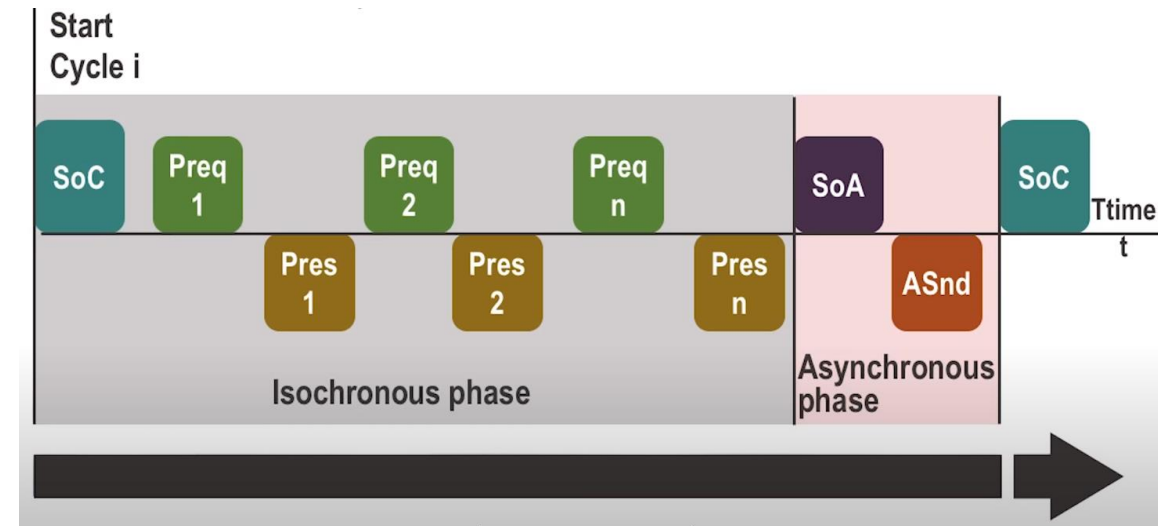 Start
Cycle i
SoC
Preq
1
Preq
2
Preq
n
SoA
SoC
Ttime
t
Pres
1
Pres
2
Pres
n
ASnd
Isochronous phase
Asynchronous
phase